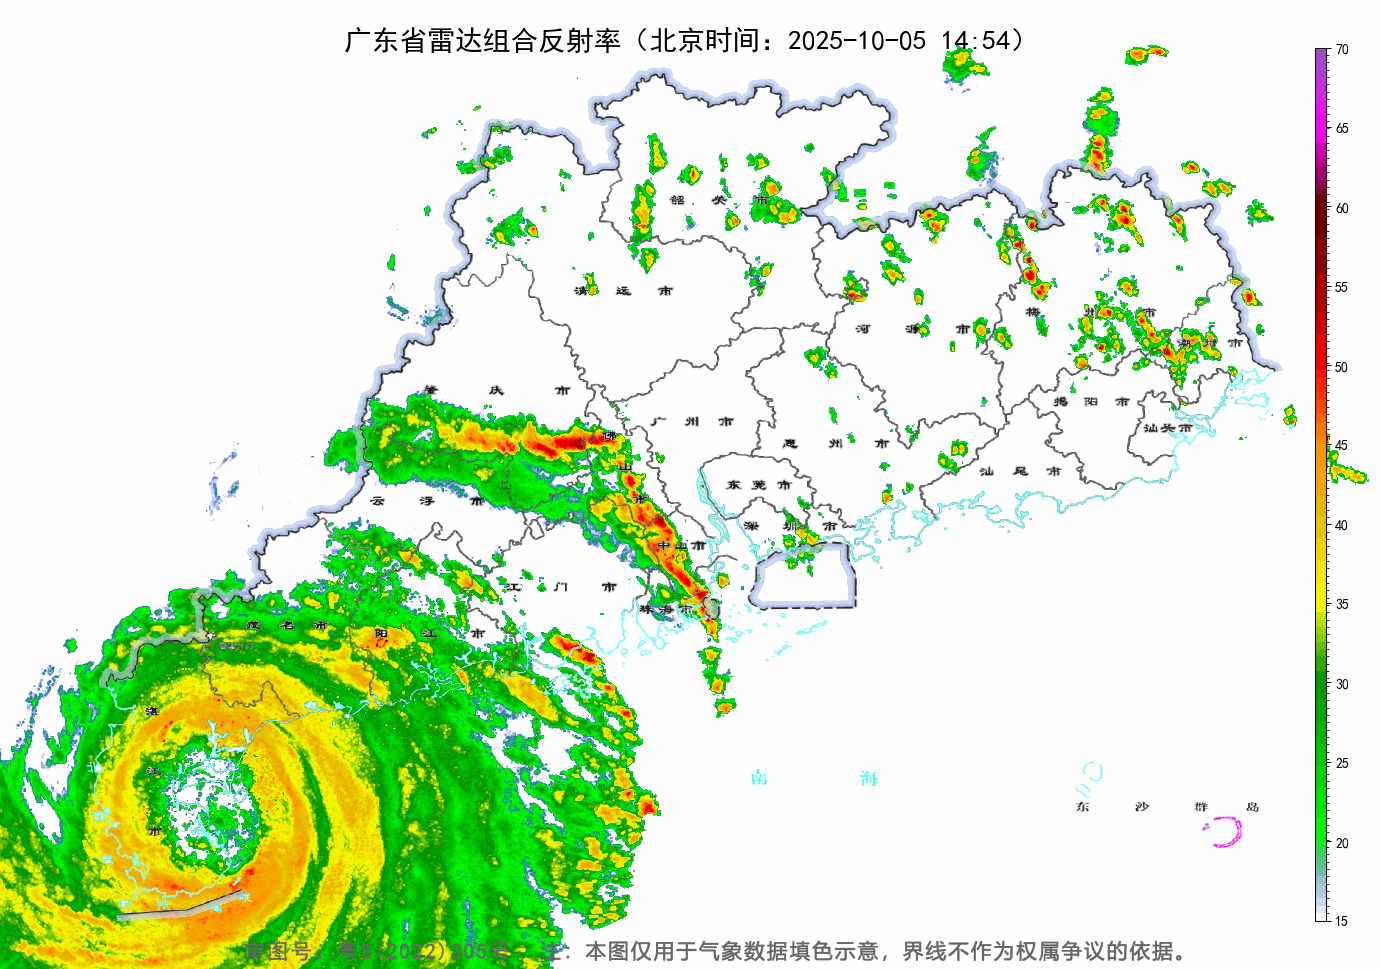 广东省雷达组合反射率（北京时间：2025-10-05 14:54）
70
65
60
55
50
45
40
35
30
25
20
15
韶 关 市
清 远 市
河 源 市
梅 州 市
潮 州 市
肇 庆 市
广 州 市
惠 州 市
揭 阳 市
汕头市
佛 山 市
云 浮 市
东 莞 市
汕 尾 市
深 圳 市
中山市
江 门 市
珠海市
茂 名 市
阳 江 市
湛 江 市
南 海
东 沙 群 岛
琼 州 海 峡
审图号：粤S(2022)305号 注：本图仅用于气象数据填色示意，界线不作为权属争议的依据。